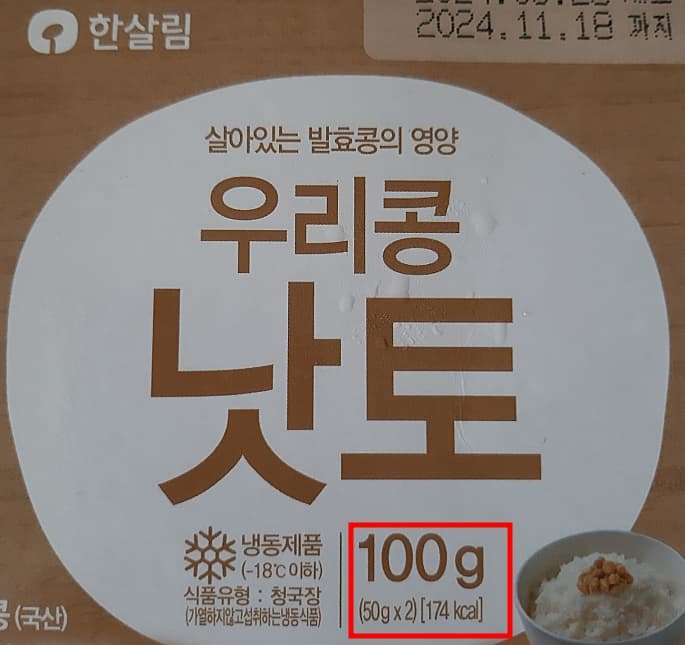 한살림
2024.11.18 까지
살아있는 발효콩의 영양
우리콩
낫토
냉동제품
(-18℃ 이하)
식품유형 : 청국장
(가열하지않고섭취하는냉동식품)
100g
(50g x 2) [174 kcal]
콩(국산)